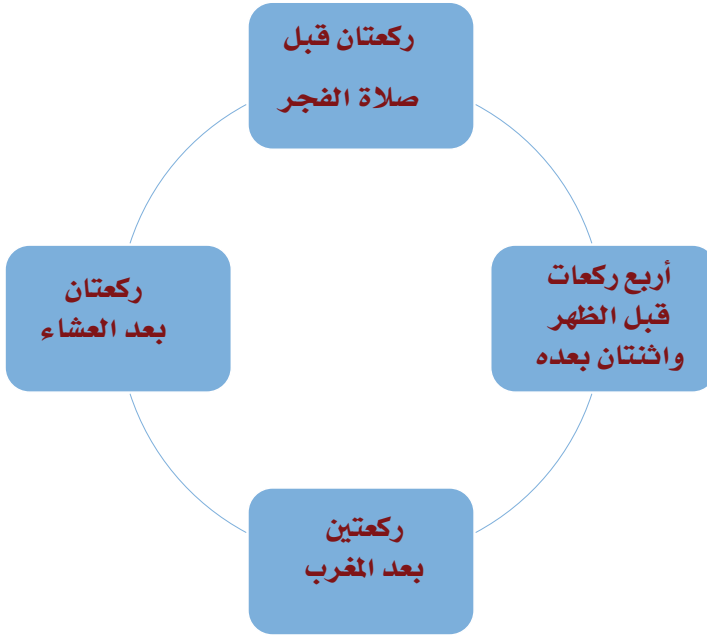 ركعتان قبل
صلاة الفجر
أربع ركعات
قبل الظهر
واثنتان بعده
ركعتين
بعد المغرب
ركعتان
بعد العشاء